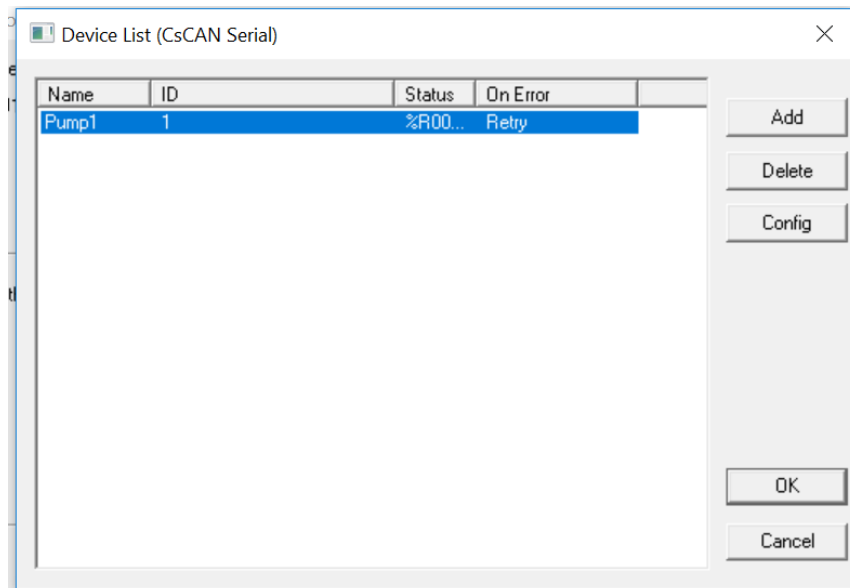 Device List (CsCAN Serial)
Name ID Status On Error
Pump1 1 %R00... Retry
Add
Delete
Config
OK
Cancel